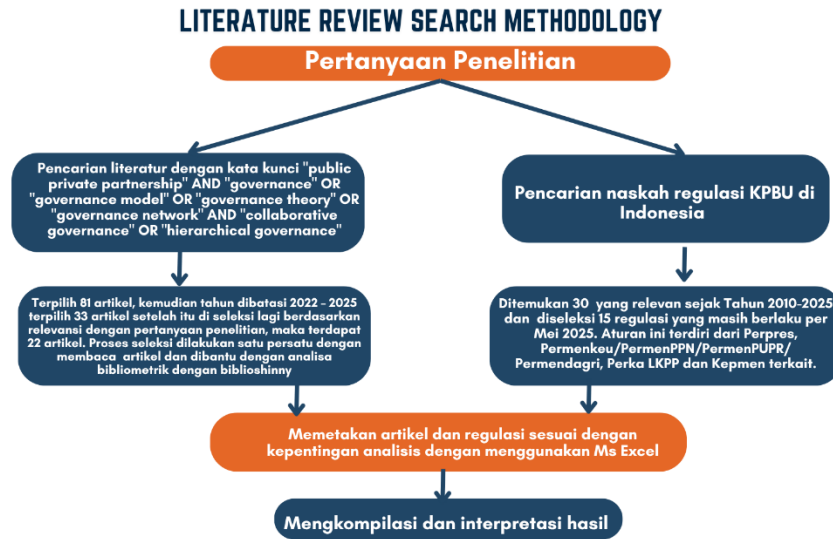 LITERATURE REVIEW SEARCH METHODOLOGY
Pertanyaan Penelitian
Pencarian literatur dengan kata kunci "public
private partnership" AND "governance" OR
"governance model" OR "governance theory" OR
"governance network" AND "collaborative
governance" OR "hierarchical governance"
Pencarian naskah regulasi KPBU di
Indonesia
Terpilih 81 artikel, kemudian tahun dibatasi 2022 - 2025
terpilih 33 artikel setelah itu di seleksi lagi berdasarkan
relevansi dengan pertanyaan penelitian, maka terdapat
22 artikel. Proses seleksi dilakukan satu persatu dengan
membaca artikel dan dibantu dengan analisa
bibliometrik dengan biblioshinny
Ditemukan 30 yang relevan sejak Tahun 2010-2025
dan diseleksi 15 regulasi yang masih berlaku per
Mei 2025. Aturan ini terdiri dari Perpres,
Permenkeu/PermenPPN/PermenPUPR/
Permendagri, Perka LKPP dan Kepmen terkait.
Memetakan artikel dan regulasi sesuai dengan
kepentingan analisis dengan menggunakan Ms Excel
Mengkompilasi dan interpretasi hasil